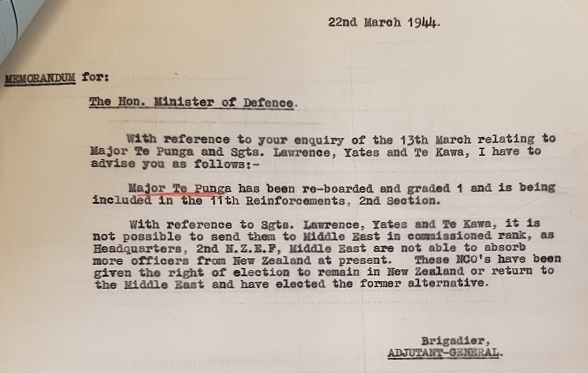 22nd March 1944.
MEMORANDUM for:
The Hon. Minister of Defence.
With reference to your enquiry of the 13th March relating to
Major Te Punga and Sgts. Lawrence, Yates and Te Kawa, I have to
advise you as follows:-
Major Te Punga has been re-boarded and graded 1 and is being
included in the 11th Reinforcements, 2nd Section.
With reference to Sgts. Lawrence, Yates and Te Kawa, it is
not possible to send them to Middle East in commissioned rank, as
Headquarters, 2nd N.Z.E.F, Middle East are not able to absorb
more officers from New Zealand at present. These NCO's have been
given the right of election to remain in New Zealand or return to
the Middle East and have elected the former alternative.
Brigadier,
ADJUTANT-GENERAL.